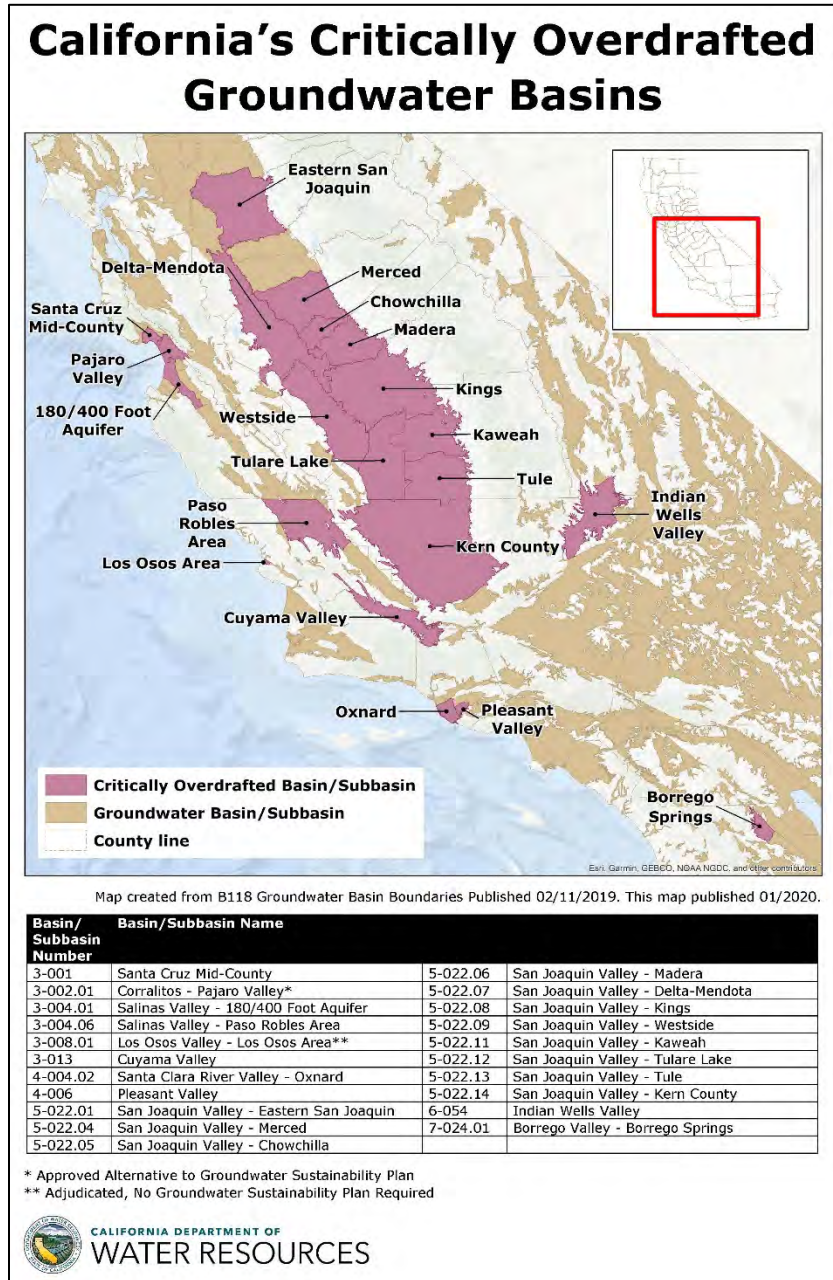 California's Critically Overdrafted
Groundwater Basins
Eastern San
Joaquin
Delta-Mendota
Merced
Chowchilla
Santa Cruz
Mid-County
Madera
Pajaro
Valley
Kings
180/400 Foot
Aquifer
Westside
Kaweah
Tulare Lake
Tule
Paso
Robles
Area
Indian
Wells
Valley
Kern County
Los Osos Area
Cuyama Valley
Oxnard
Pleasant
Valley
Borrego
Springs
Critically Overdrafted Basin/Subbasin
Groundwater Basin/Subbasin
County line
Esri, Garmin, GEBCO, NOAA NGDC, and other contributors
Map created from B118 Groundwater Basin Boundaries Published 02/11/2019. This map published 01/2020.
Basin/
Subbasin
Number
Basin/Subbasin Name
3-001 Santa Cruz Mid-County 5-022.06 San Joaquin Valley - Madera
3-002.01 Corralitos - Pajaro Valley* 5-022.07 San Joaquin Valley - Delta-Mendota
3-004.01 Salinas Valley - 180/400 Foot Aquifer 5-022.08 San Joaquin Valley - Kings
3-004.06 Salinas Valley - Paso Robles Area 5-022.09 San Joaquin Valley - Westside
3-008.01 Los Osos Valley - Los Osos Area** 5-022.11 San Joaquin Valley - Kaweah
3-013 Cuyama Valley 5-022.12 San Joaquin Valley - Tulare Lake
4-004.02 Santa Clara River Valley - Oxnard 5-022.13 San Joaquin Valley - Tule
4-006 Pleasant Valley 5-022.14 San Joaquin Valley - Kern County
5-022.01 San Joaquin Valley - Eastern San Joaquin 6-054 Indian Wells Valley
5-022.04 San Joaquin Valley - Merced 7-024.01 Borrego Valley - Borrego Springs
5-022.05 San Joaquin Valley - Chowchilla
* Approved Alternative to Groundwater Sustainability Plan
** Adjudicated, No Groundwater Sustainability Plan Required
CALIFORNIA DEPARTMENT OF
WATER RESOURCES